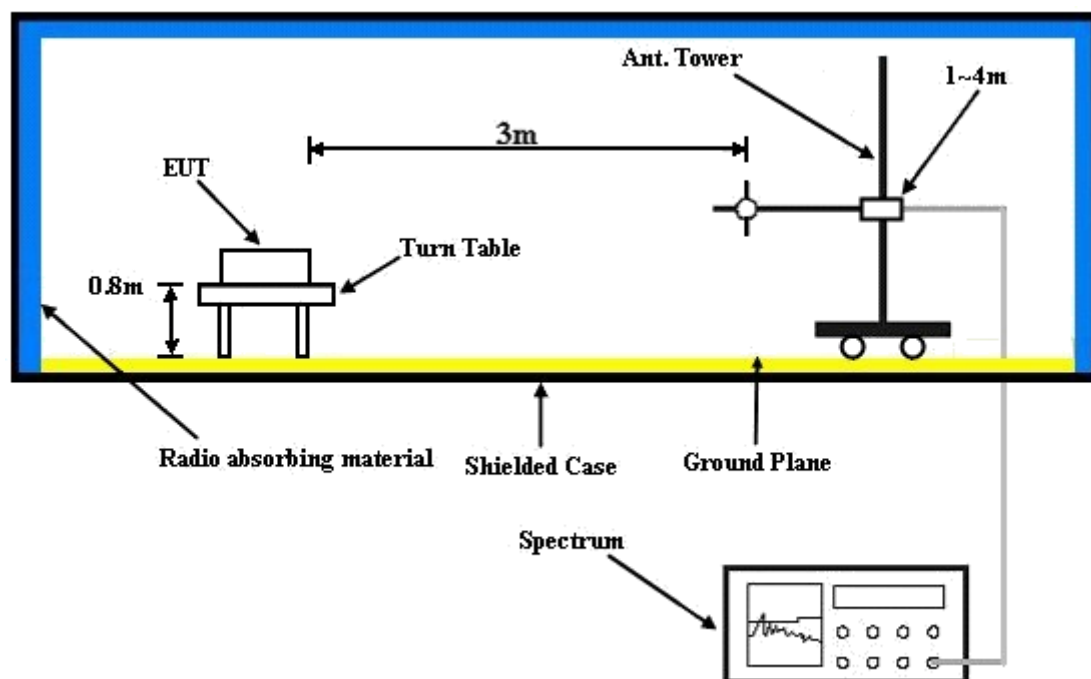 Ant. Tower
1~4m
3m
EUT
Turn Table
0.8m
Radio absorbing material
Shielded Case
Ground Plane
Spectrum